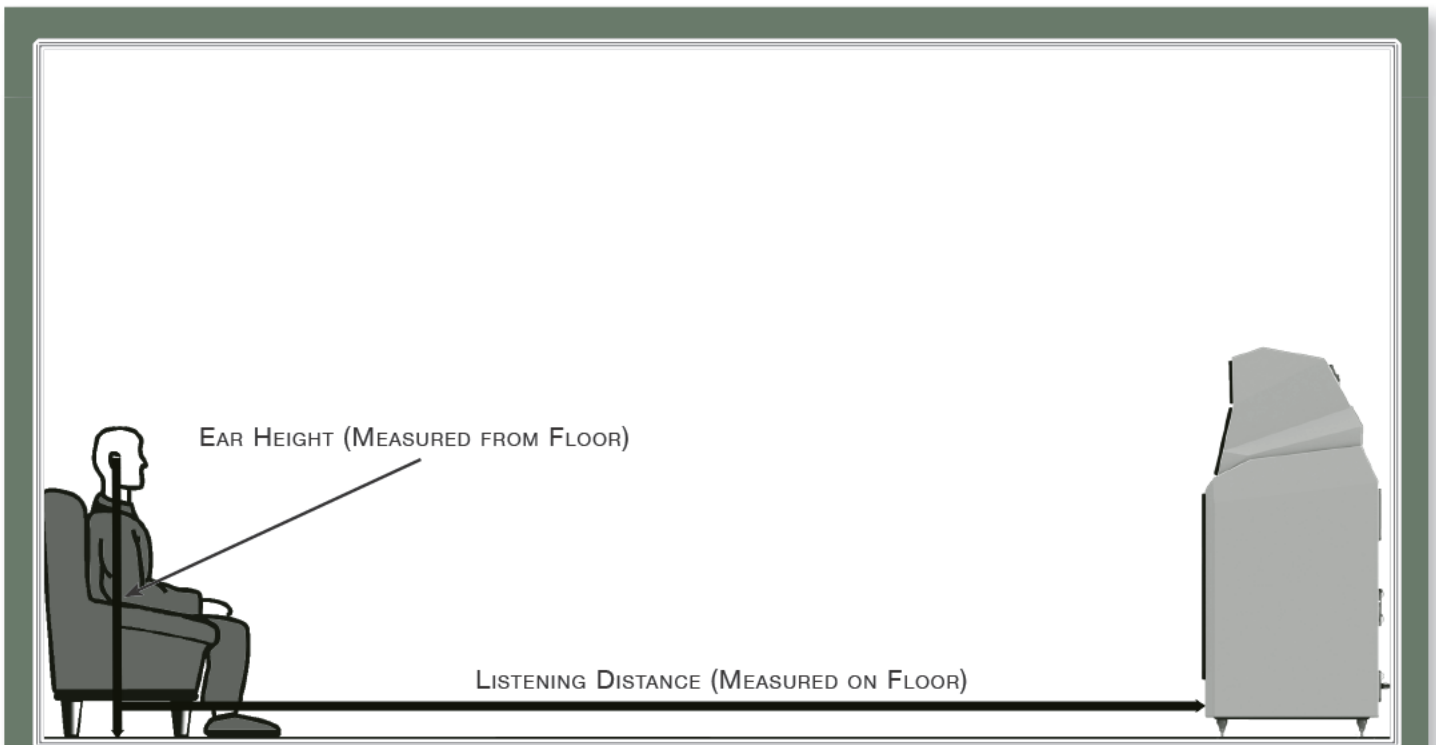 Ear Height (Measured from Floor)
Listening Distance (Measured on Floor)